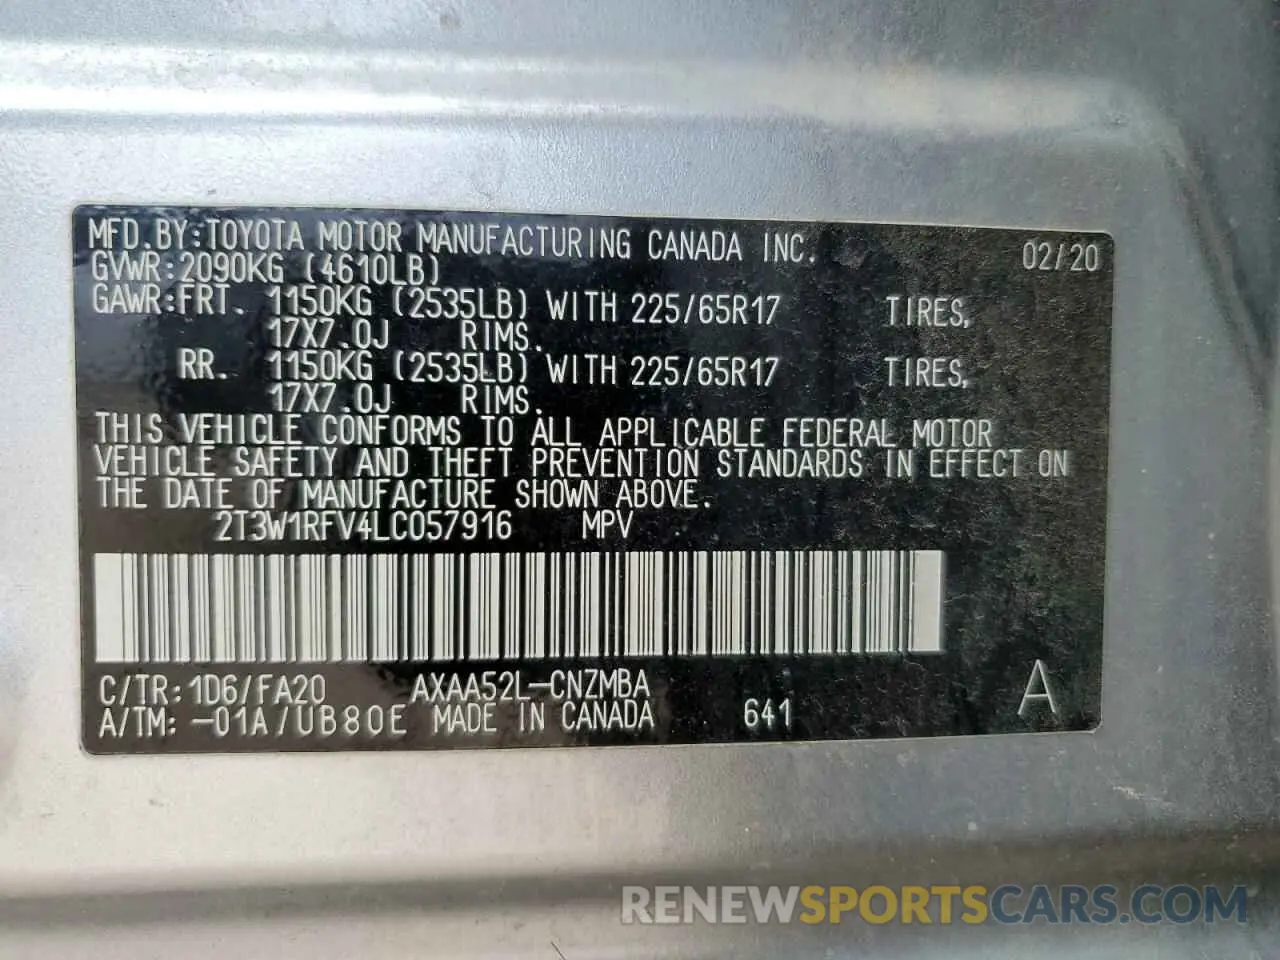 MFD.BY:TOYOTA MOTOR MANUFACTURING CANADA INC. 02/20
GVWR:2090KG (4610LB)
GAWR:FRT. 1150KG (2535LB) WITH 225/65R17 TIRES,
17X7.0J RIMS.
RR. 1150KG (2535LB) WITH 225/65R17 TIRES,
17X7.0J RIMS.
THIS VEHICLE CONFORMS TO ALL APPLICABLE FEDERAL MOTOR
VEHICLE SAFETY AND THEFT PREVENTION STANDARDS IN EFFECT ON
THE DATE OF MANUFACTURE SHOWN ABOVE.
2T3W1RFV4LC057916 MPV
C/TR:1D6/FA20 AXAA52L-CNZMBA A
A/TM:-01A/UB80E MADE IN CANADA 641
RENEWSPORTSCARS.COM